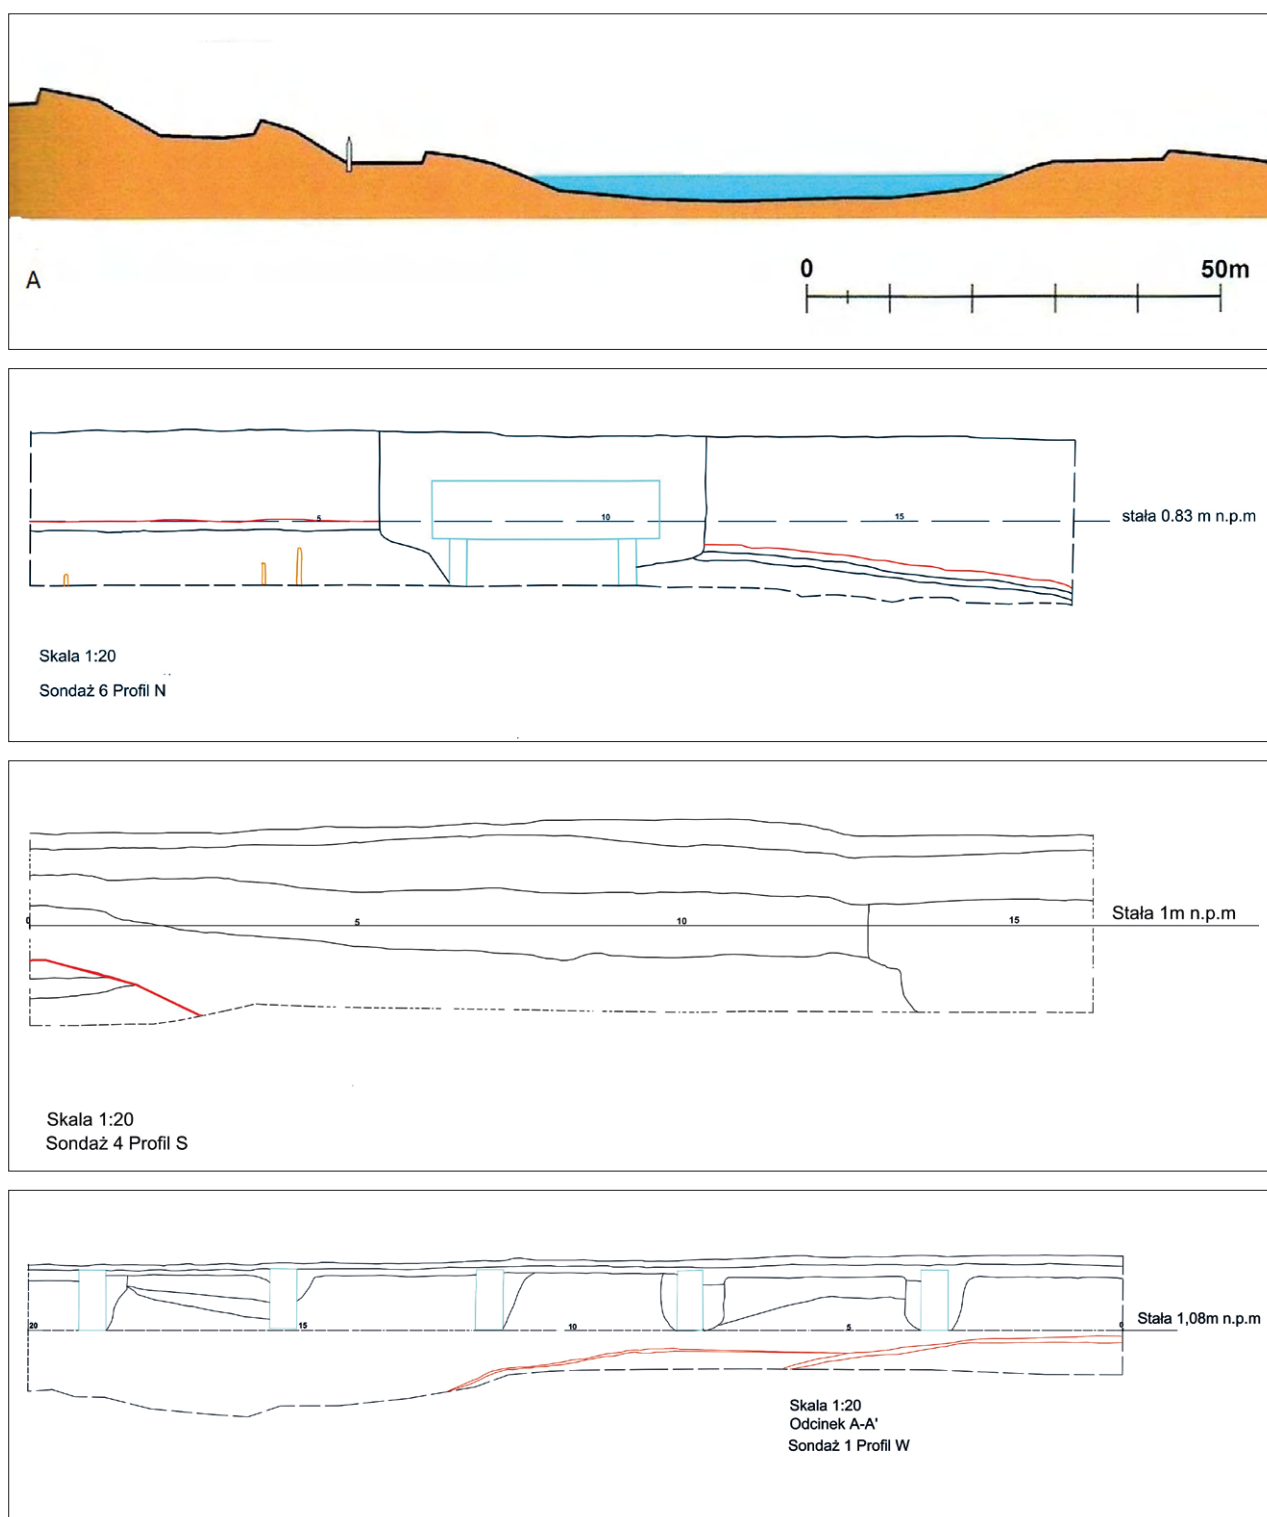 A
0 50m
5 10 15
stała 0.83 m n.p.m
Skala 1:20
Sondaż 6 Profil N
0 5 10 15
Stała 1m n.p.m
Skala 1:20
Sondaż 4 Profil S
20 15 10 5 0
Stała 1,08m n.p.m
Skala 1:20
Odcinek A-A'
Sondaż 1 Profil W